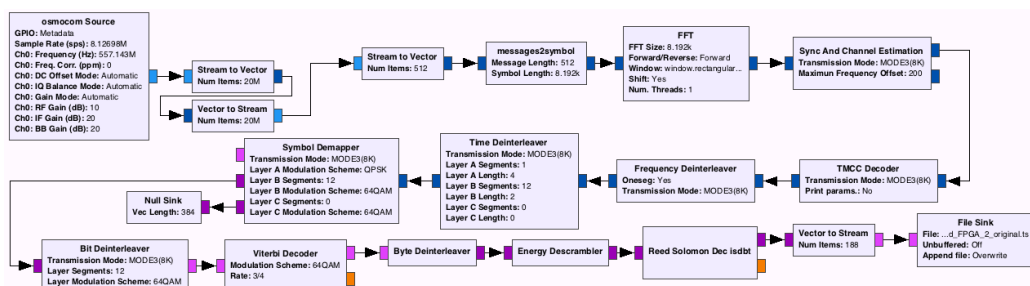 osmocom Source
GPIO: Metadata
Sample Rate (sps): 8.12698M
Ch0: Frequency (Hz): 557.143M
Ch0: Freq. Corr. (ppm): 0
Ch0: DC Offset Mode: Automatic
Ch0: IQ Balance Mode: Automatic
Ch0: Gain Mode: Automatic
Ch0: RF Gain (dB): 10
Ch0: IF Gain (dB): 20
Ch0: BB Gain (dB): 20
Stream to Vector
Num Items: 20M
Vector to Stream
Num Items: 20M
Stream to Vector
Num Items: 512
messages2symbol
Message Length: 512
Symbol Length: 8.192k
FFT
FFT Size: 8.192k
Forward/Reverse: Forward
Window: window.rectangular...
Shift: Yes
Num. Threads: 1
Sync And Channel Estimation
Transmission Mode: MODE3(8K)
Maximun Frequency Offset: 200
TMCC Decoder
Transmission Mode: MODE3(8K)
Print params.: No
Frequency Deinterleaver
Oneseg: Yes
Transmission Mode: MODE3(8K)
Time Deinterleaver
Transmission Mode: MODE3(8K)
Layer A Segments: 1
Layer A Length: 4
Layer B Segments: 12
Layer B Length: 2
Layer C Segments: 0
Layer C Length: 0
Symbol Demapper
Transmission Mode: MODE3(8K)
Layer A Modulation Scheme: QPSK
Layer B Segments: 12
Layer B Modulation Scheme: 64QAM
Layer C Segments: 0
Layer C Modulation Scheme: 64QAM
Null Sink
Vec Length: 384
Bit Deinterleaver
Transmission Mode: MODE3(8K)
Layer Segments: 12
Layer Modulation Scheme: 64QAM
Viterbi Decoder
Modulation Scheme: 64QAM
Rate: 3/4
Byte Deinterleaver
Energy Descrambler
Reed Solomon Dec isdbt
Vector to Stream
Num Items: 188
File Sink
File: ...d_FPGA_2_original.ts
Unbuffered: Off
Append file: Overwrite